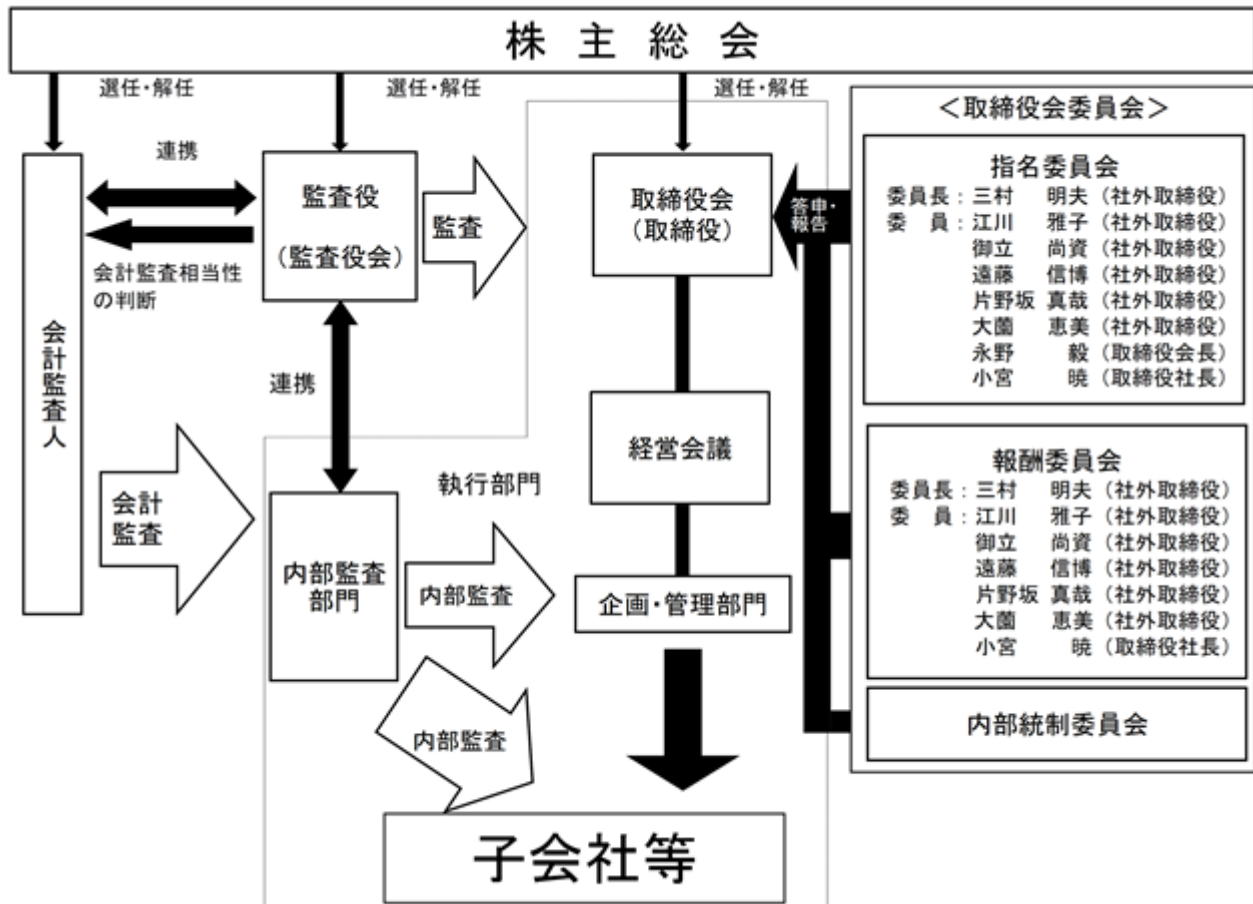 株主総会
選任・解任
選任・解任
選任・解任
連携
会計監査相当性
の判断
会計監査人
監査役
(監査役会)
監査
取締役会
(取締役)
答申・
報告
連携
会計
監査
執行部門
内部監査
部門
内部監査
内部監査
経営会議
企画・管理部門
子会社等
<取締役会委員会>
指名委員会
委員長:三村 明夫(社外取締役)
委 員:江川 雅子(社外取締役)
御立 尚資(社外取締役)
遠藤 信博(社外取締役)
片野坂 真哉(社外取締役)
大薗 恵美(社外取締役)
永野 毅(取締役会長)
小宮 暁(取締役社長)
報酬委員会
委員長:三村 明夫(社外取締役)
委 員:江川 雅子(社外取締役)
御立 尚資(社外取締役)
遠藤 信博(社外取締役)
片野坂 真哉(社外取締役)
大薗 恵美(社外取締役)
小宮 暁(取締役社長)
内部統制委員会